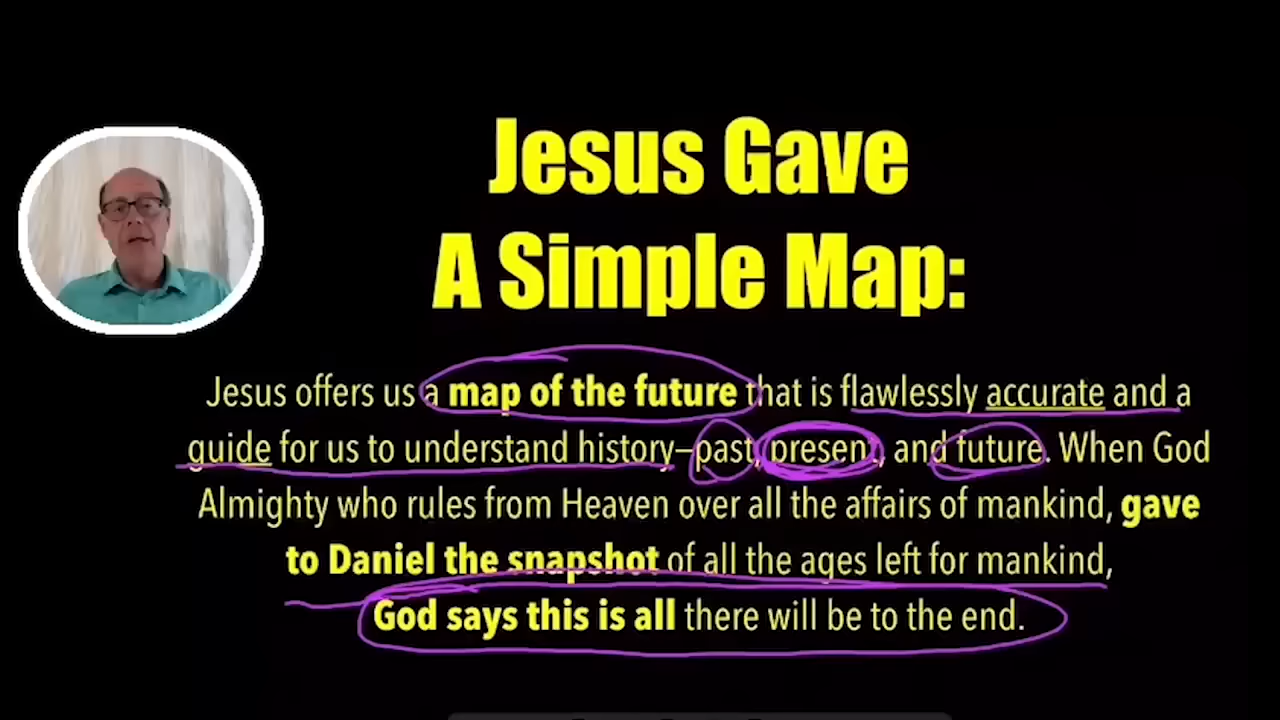 Jesus Gave
A Simple Map:
Jesus offers us a map of the future that is flawlessly accurate and a
guide for us to understand history–past, present, and future. When God
Almighty who rules from Heaven over all the affairs of mankind, gave
to Daniel the snapshot of all the ages left for mankind,
God says this is all there will be to the end.